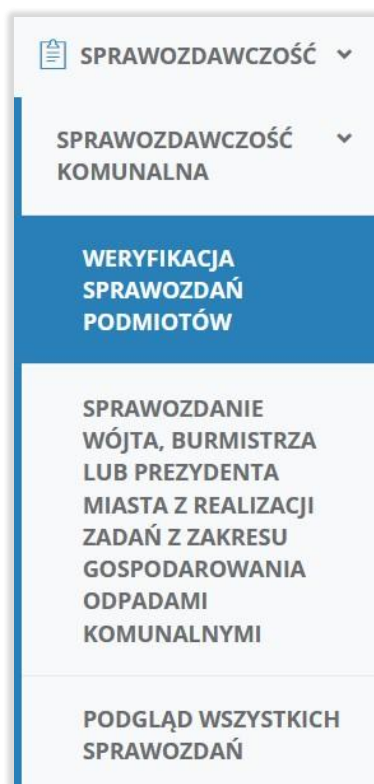 SPRAWOZDAWCZOŚĆ
SPRAWOZDAWCZOŚĆ
KOMUNALNA
WERYFIKACJA
SPRAWOZDAŃ
PODMIOTÓW
SPRAWOZDANIE
WÓJTA, BURMISTRZA
LUB PREZYDENTA
MIASTA Z REALIZACJI
ZADAŃ Z ZAKRESU
GOSPODAROWANIA
ODPADAMI
KOMUNALNYMI
PODGLĄD WSZYSTKICH
SPRAWOZDAŃ